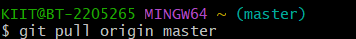 KIIT@BT-2205265 MINGW64 ~ (master)
$ git pull origin master